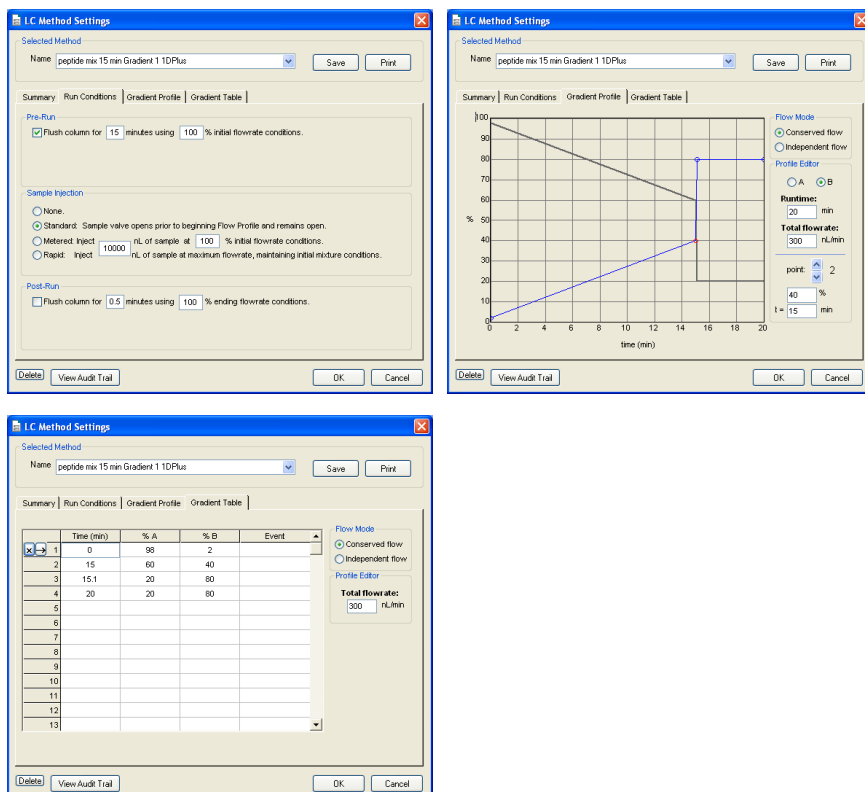 LC Method Settings
Selected Method
Name peptide mix 15 min Gradient 1 1DPlus
Save Print
Summary Run Conditions Gradient Profile Gradient Table
Pre-Run
Flush column for 15 minutes using 100 % initial flowrate conditions.
Sample Injection
None.
Standard: Sample valve opens prior to beginning Flow Profile and remains open.
Metered: Inject 10000 nL of sample at 100 % initial flowrate conditions.
Rapid: Inject nL of sample at maximum flowrate, maintaining initial mixture conditions.
Post-Run
Flush column for 0.5 minutes using 100 % ending flowrate conditions.
Delete View Audit Trail OK Cancel
LC Method Settings
Selected Method
Name peptide mix 15 min Gradient 1 1DPlus
Save Print
Summary Run Conditions Gradient Profile Gradient Table
100
90
80
70
60
50
40
30
20
10
0
%
0 2 4 6 8 10 12 14 16 18 20
time (min)
Flow Mode
Conserved flow
Independent flow
Profile Editor
A B
Runtime:
20 min
Total flowrate:
300 nL/min
point: 2
40 %
t = 15 min
Delete View Audit Trail OK Cancel
LC Method Settings
Selected Method
Name peptide mix 15 min Gradient 1 1DPlus
Save Print
Summary Run Conditions Gradient Profile Gradient Table
Time (min) % A % B Event
1 0 98 2
2 15 60 40
3 15.1 20 80
4 20 20 80
5
6
7
8
9
10
11
12
13
Flow Mode
Conserved flow
Independent flow
Profile Editor
Total flowrate:
300 nL/min
Delete View Audit Trail OK Cancel